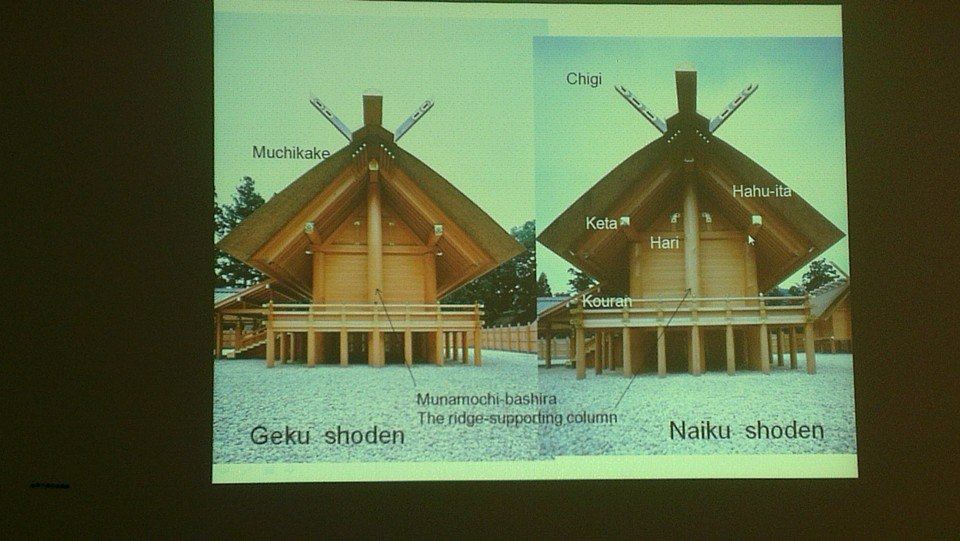 Chigi
Muchikake
Hahu-ita
Keta
Hari
Kouran
Munamochi-bashira
The ridge-supporting column
Geku shoden
Naiku shoden